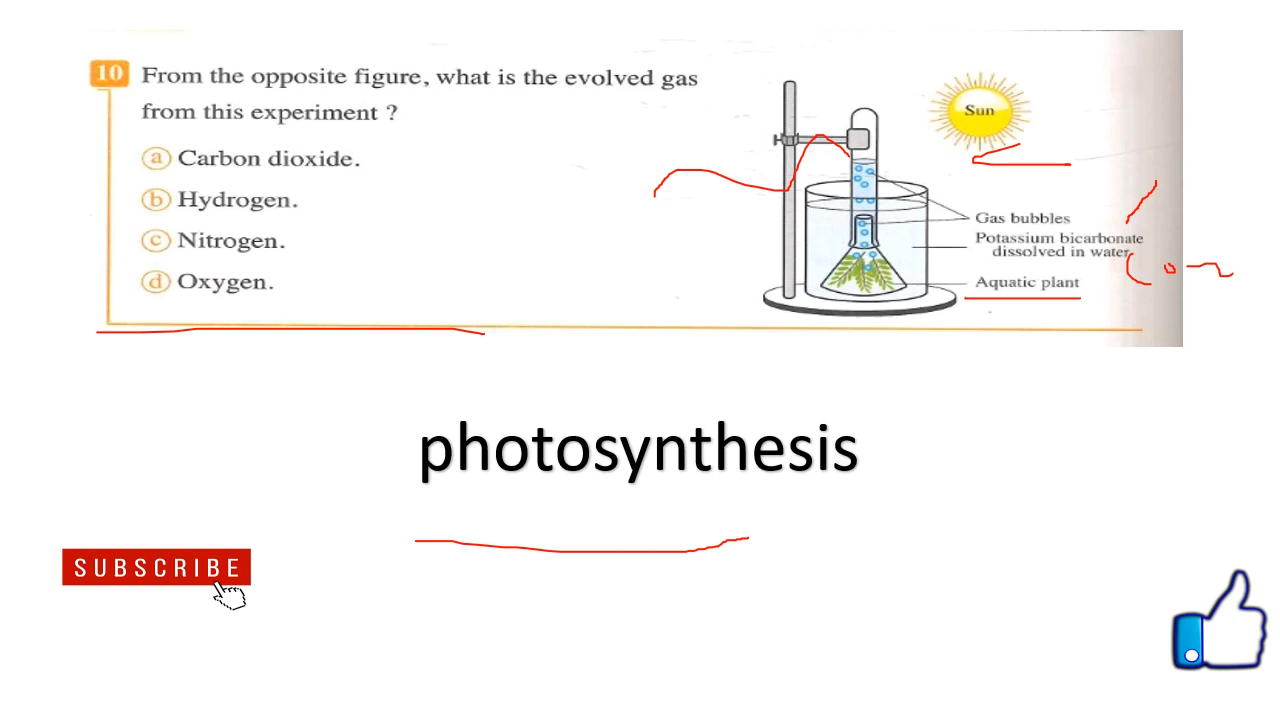 10 From the opposite figure, what is the evolved gas
from this experiment ?
a Carbon dioxide.
b Hydrogen.
c Nitrogen.
d Oxygen.
Sun
Gas bubbles
Potassium bicarbonate
dissolved in water
Aquatic plant
photosynthesis
SUBSCRIBE